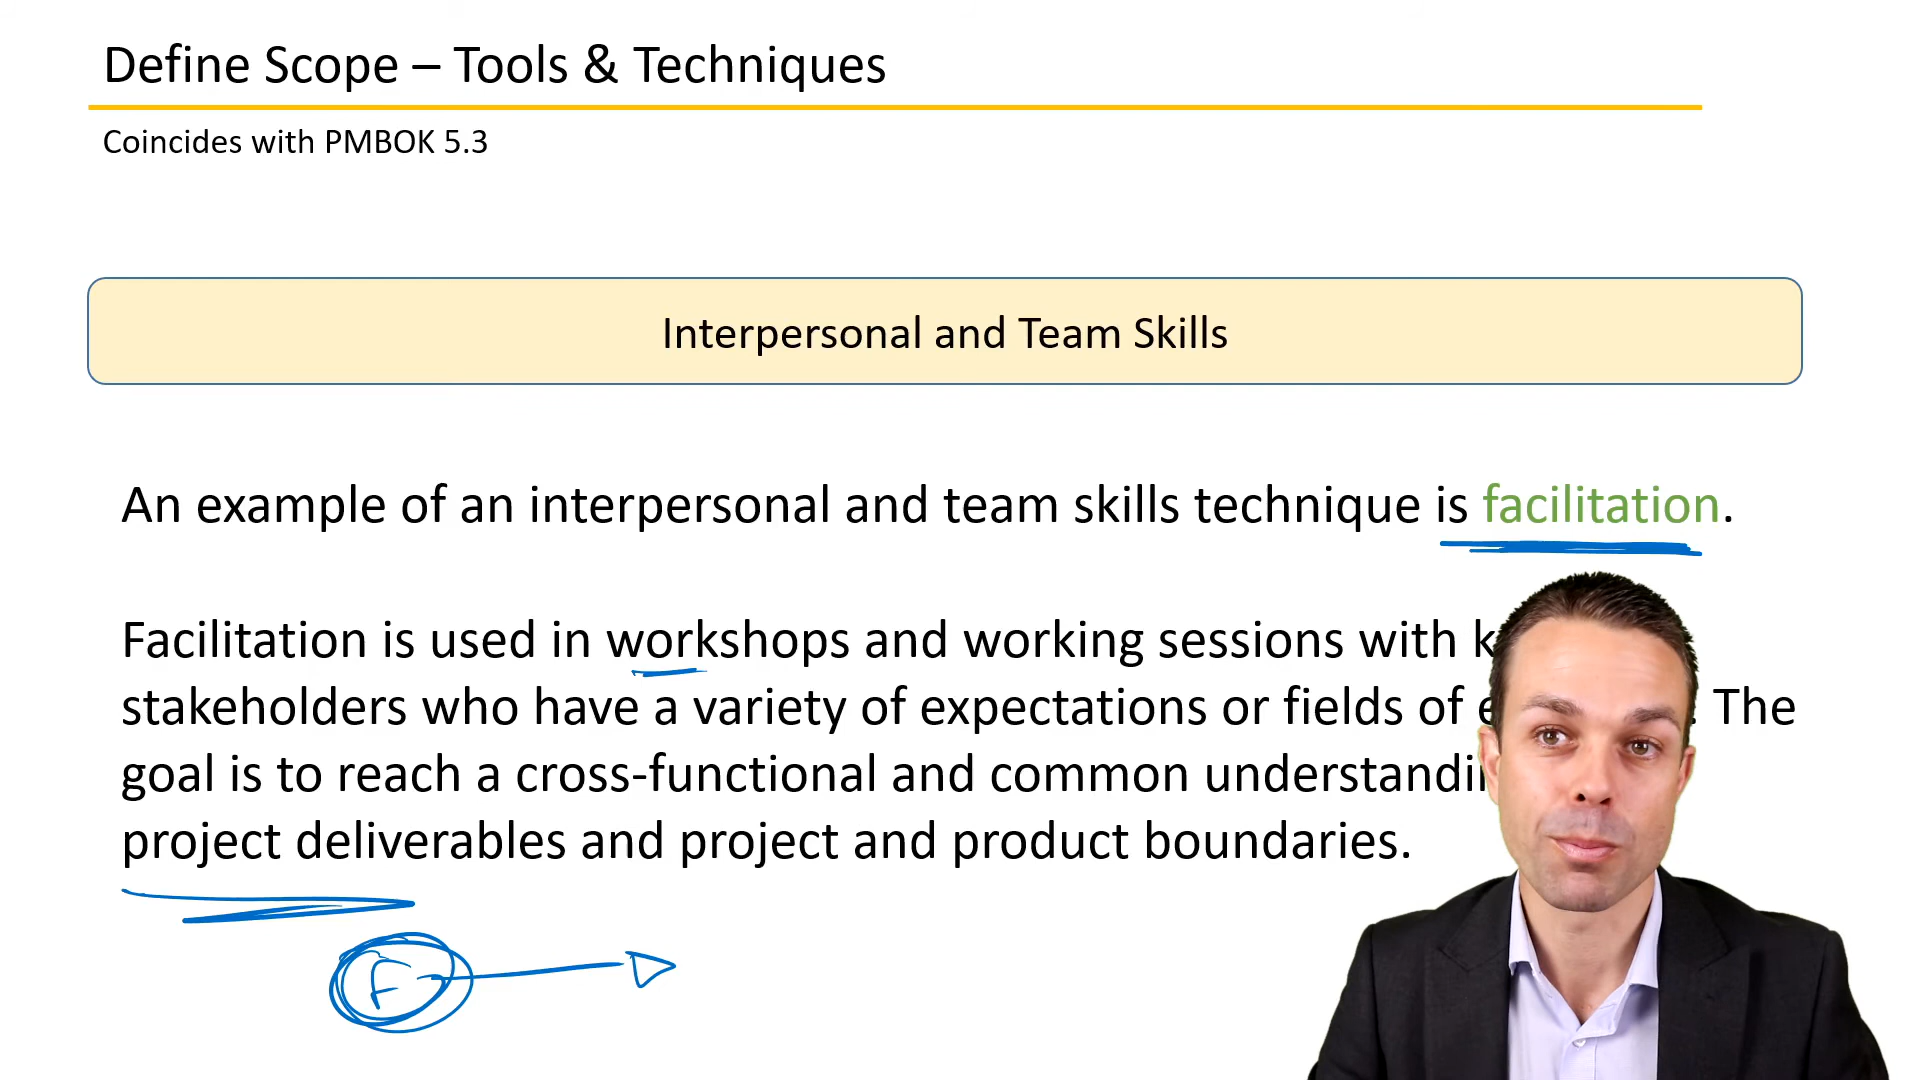 Define Scope – Tools & Techniques
Coincides with PMBOK 5.3
Interpersonal and Team Skills
An example of an interpersonal and team skills technique is facilitation.
Facilitation is used in workshops and working sessions with
stakeholders who have a variety of expectations or fields of The
goal is to reach a cross-functional and common
project deliverables and project and product boundaries.
F